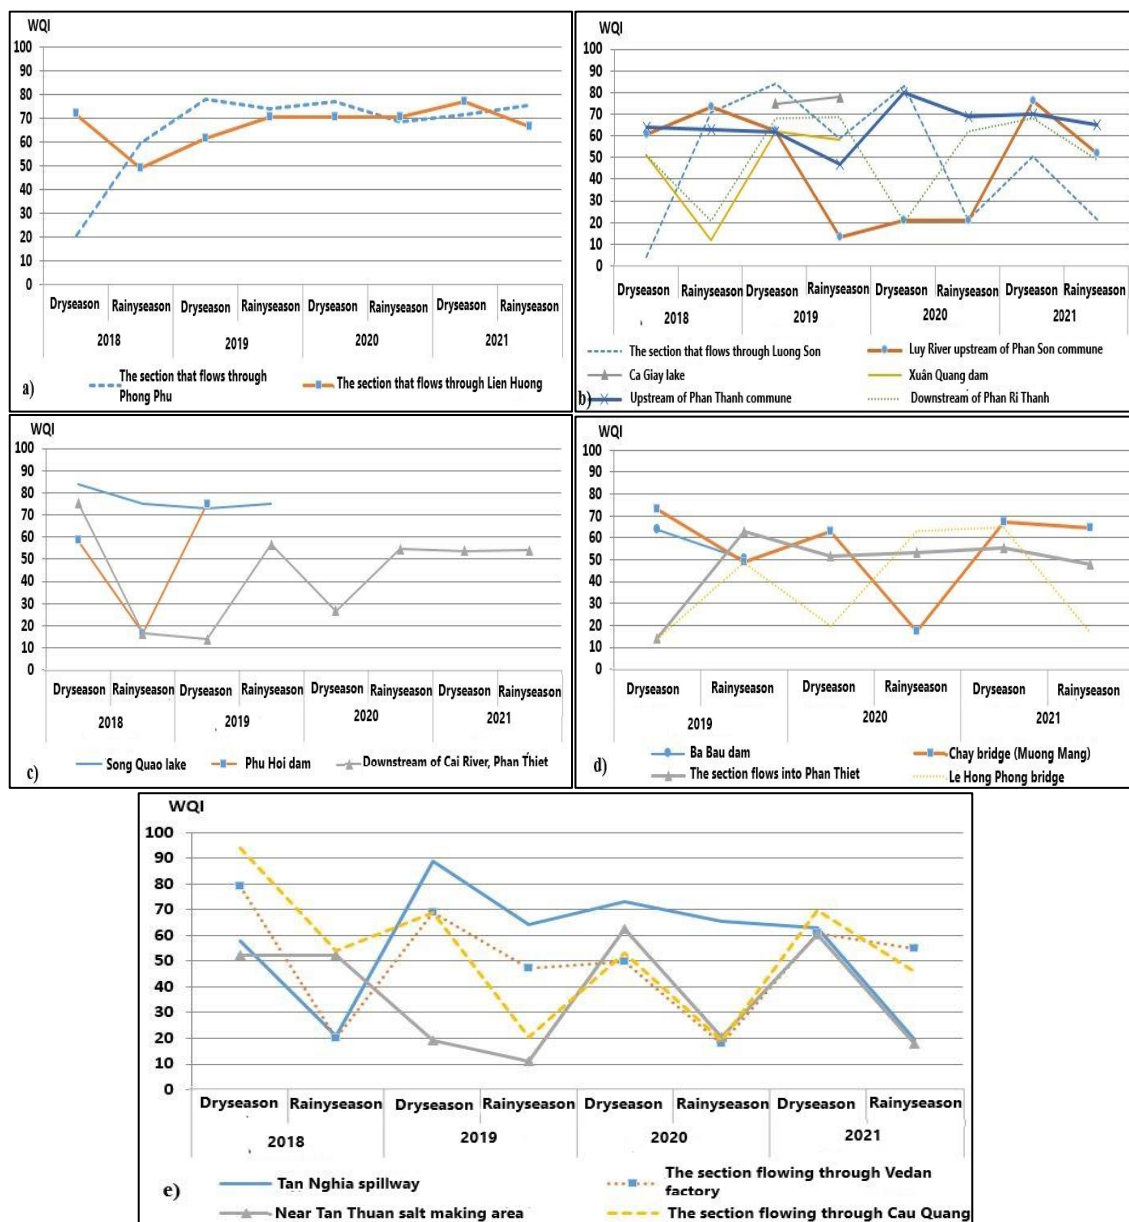 WQI
100
90
80
70
60
50
40
30
20
10
0
Dryseason Rainyseason Dryseason Rainyseason Dryseason Rainyseason Dryseason Rainyseason
2018 2019 2020 2021
The section that flows through
Phong Phu
The section that flows through Lien Huong
a)
WQI
100
90
80
70
60
50
40
30
20
10
0
Dryseason Rainyseason Dryseason Rainyseason Dryseason Rainyseason Dryseason Rainyseason
2018 2019 2020 2021
The section that flows through Luong Son Luy River upstream of Phan Son commune
Ca Giay lake Xuân Quang dam
Upstream of Phan Thanh commune Downstream of Phan Ri Thanh
b)
WQI
100
90
80
70
60
50
40
30
20
10
0
Dryseason Rainyseason Dryseason Rainyseason Dryseason Rainyseason Dryseason Rainyseason
2018 2019 2020 2021
Song Quao lake Phu Hoi dam Downstream of Cai River, Phan Thiet
c)
WQI
100
90
80
70
60
50
40
30
20
10
0
Dryseason Rainyseason Dryseason Rainyseason Dryseason Rainyseason
2019 2020 2021
Ba Bau dam Chay bridge (Muong Mang)
The section flows into Phan Thiet Le Hong Phong bridge
d)
WQI
100
90
80
70
60
50
40
30
20
10
0
Dryseason Rainyseason Dryseason Rainyseason Dryseason Rainyseason Dryseason Rainyseason
2018 2019 2020 2021
Tan Nghia spillway
The section flowing through Vedan
factory
Near Tan Thuan salt making area The section flowing through Cau Quang
e)